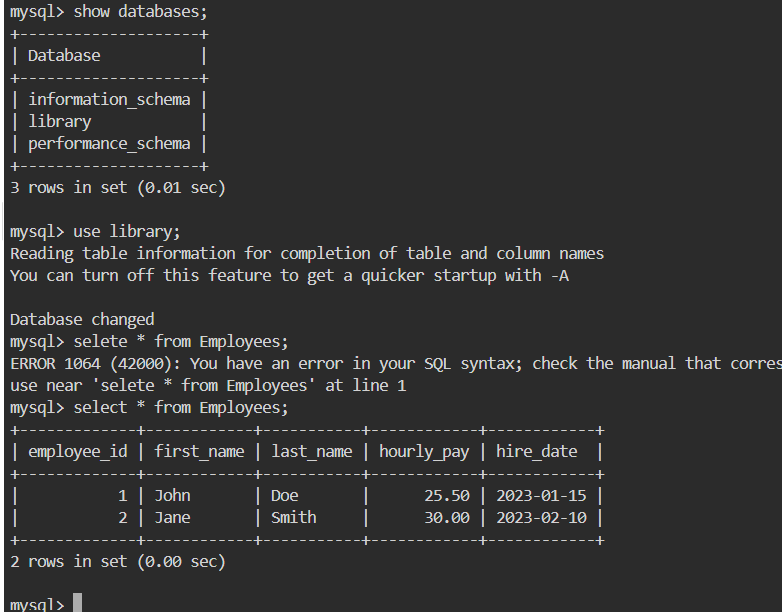 mysql> show databases;
+--------------------+
| Database           |
+--------------------+
| information_schema |
| library            |
| performance_schema |
+--------------------+
3 rows in set (0.01 sec)
mysql> use library;
Reading table information for completion of table and column names
You can turn off this feature to get a quicker startup with -A
Database changed
mysql> selete * from Employees;
ERROR 1064 (42000): You have an error in your SQL syntax; check the manual that corres
use near 'selete * from Employees' at line 1
mysql> select * from Employees;
+-------------+------------+-----------+------------+------------+
| employee_id | first_name | last_name | hourly_pay | hire_date  |
+-------------+------------+-----------+------------+------------+
|           1 | John       | Doe       |      25.50 | 2023-01-15 |
|           2 | Jane       | Smith     |      30.00 | 2023-02-10 |
+-------------+------------+-----------+------------+------------+
2 rows in set (0.00 sec)
mysql>